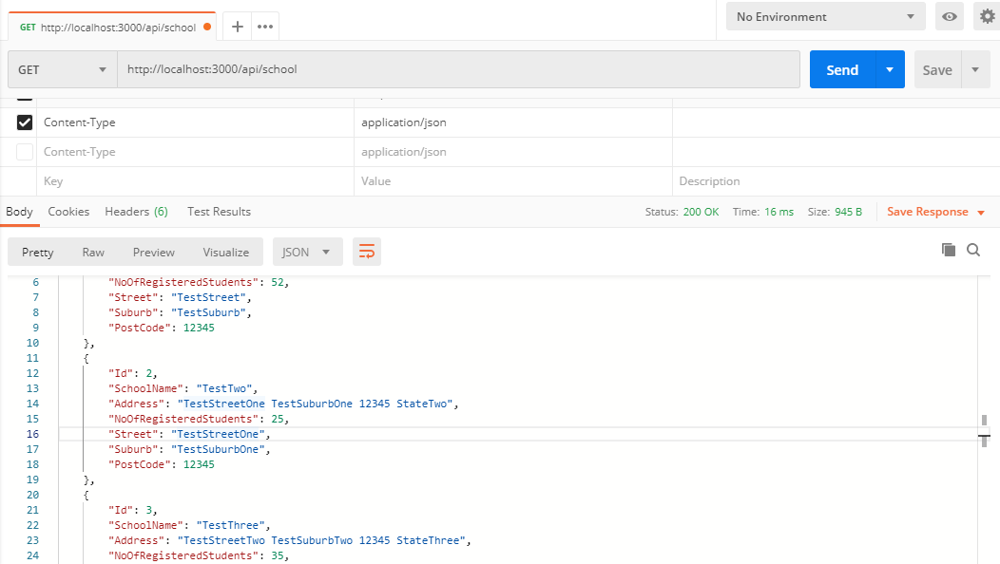 GET http://localhost:3000/api/school
No Environment
GET http://localhost:3000/api/school Send Save
Content-Type application/json
Content-Type application/json
Key Value Description
Body Cookies Headers (6) Test Results Status: 200 OK Time: 16 ms Size: 945 B Save Response
Pretty Raw Preview Visualize JSON
6 "NoOfRegisteredStudents": 52,
7 "Street": "TestStreet",
8 "Suburb": "TestSuburb",
9 "PostCode": 12345
10 },
11 {
12 "Id": 2,
13 "SchoolName": "TestTwo",
14 "Address": "TestStreetOne TestSuburbOne 12345 StateTwo",
15 "NoOfRegisteredStudents": 25,
16 "Street": "TestStreetOne",
17 "Suburb": "TestSuburbOne",
18 "PostCode": 12345
19 },
20 {
21 "Id": 3,
22 "SchoolName": "TestThree",
23 "Address": "TestStreetTwo TestSuburbTwo 12345 StateThree",
24 "NoOfRegisteredStudents": 35,